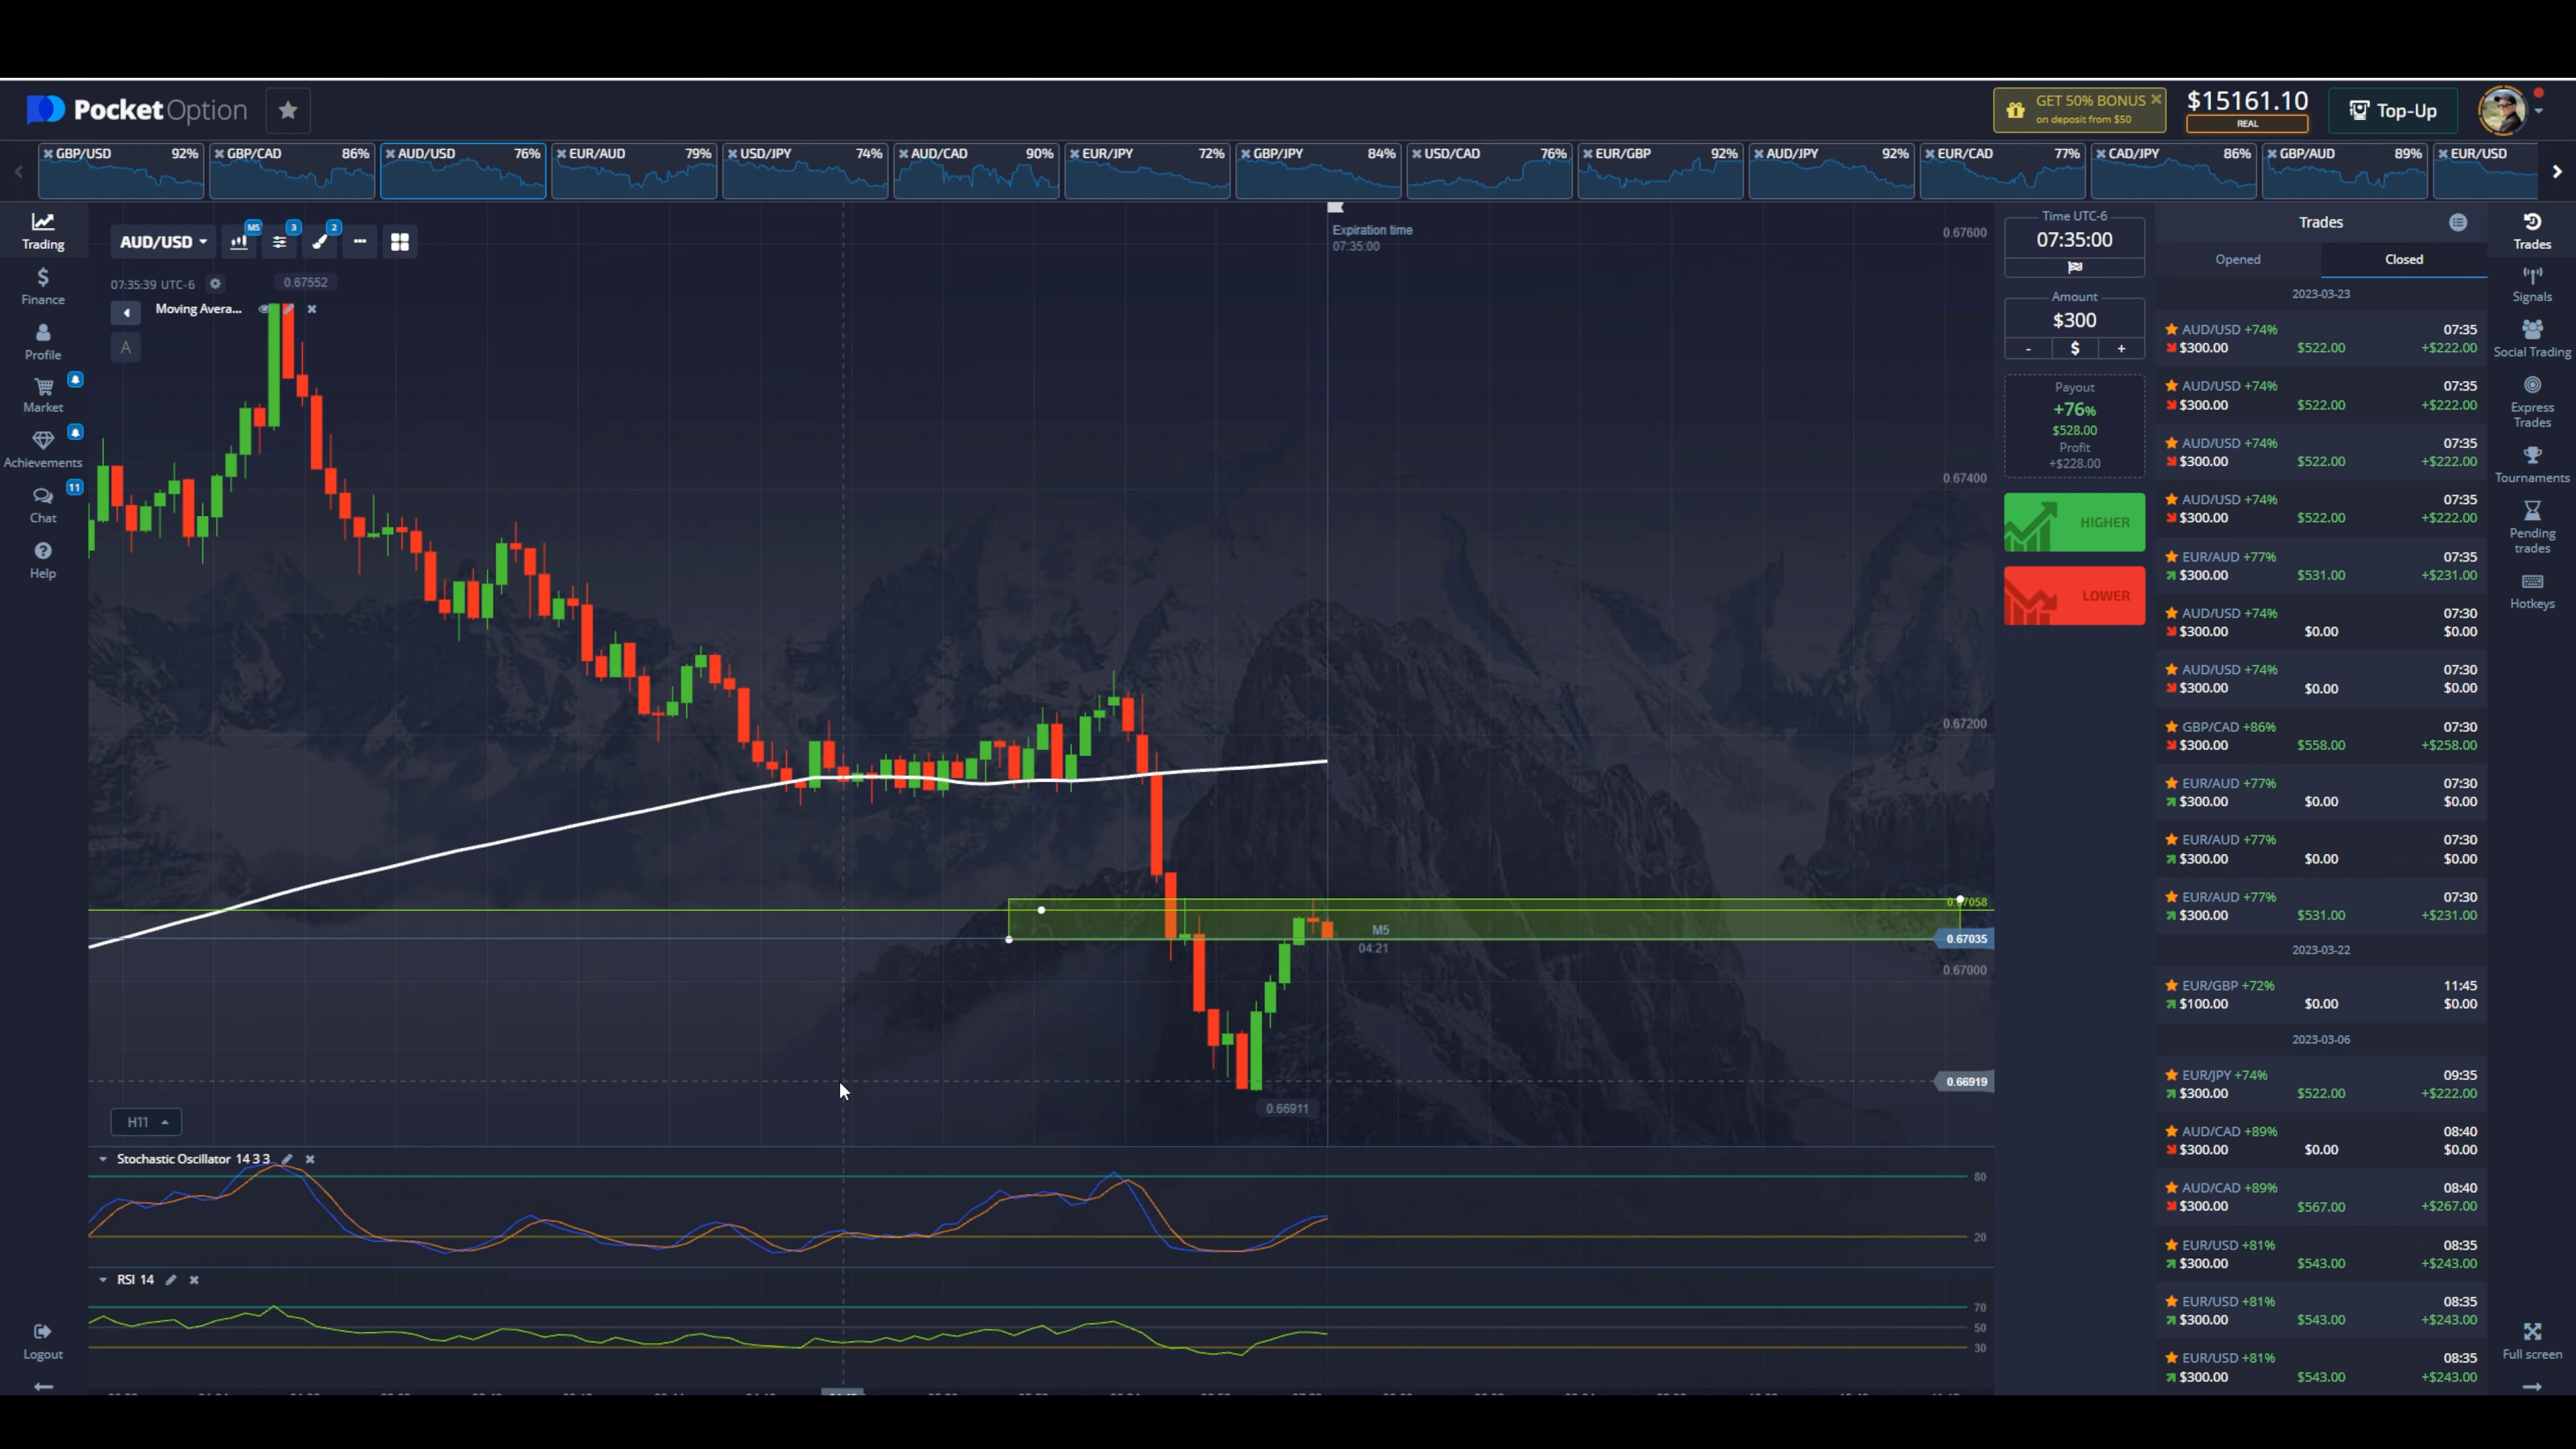 PocketOption
GET 50% BONUS
on deposit from $50
$15161.10
REAL
Top-Up
GBP/USD 92%
GBP/CAD 86%
AUD/USD 76%
EUR/AUD 79%
USD/JPY 74%
AUD/CAD 90%
EUR/JPY 72%
GBP/JPY 84%
USD/CAD 76%
EUR/GBP 92%
AUD/JPY 92%
EUR/CAD 77%
CAD/JPY 86%
GBP/AUD 89%
EUR/USD
Trading
Finance
Profile
Market
Achievements
Chat
11
Help
Logout
AUD/USD
M5
3
2
07:35:39 UTC-6
0.67552
Moving Avera...
A
Expiration time
07:35:00
0.67600
0.67400
0.67200
0.67058
0.67035
0.67000
0.66919
M5
04:21
0.66911
H11
Stochastic Oscillator 14 3 3
80
20
RSI 14
70
50
30
Time UTC-6
07:35:00
Amount
$300
- $ +
Payout
+76%
$528.00
Profit
+$228.00
HIGHER
LOWER
Trades
Opened Closed
2023-03-23
AUD/USD +74% 07:35
$300.00 $522.00 +$222.00
AUD/USD +74% 07:35
$300.00 $522.00 +$222.00
AUD/USD +74% 07:35
$300.00 $522.00 +$222.00
AUD/USD +74% 07:35
$300.00 $522.00 +$222.00
EUR/AUD +77% 07:35
$300.00 $531.00 +$231.00
AUD/USD +74% 07:30
$300.00 $0.00 $0.00
AUD/USD +74% 07:30
$300.00 $0.00 $0.00
GBP/CAD +86% 07:30
$300.00 $558.00 +$258.00
EUR/AUD +77% 07:30
$300.00 $0.00 $0.00
EUR/AUD +77% 07:30
$300.00 $0.00 $0.00
EUR/AUD +77% 07:30
$300.00 $531.00 +$231.00
2023-03-22
EUR/GBP +72% 11:45
$100.00 $0.00 $0.00
2023-03-06
EUR/JPY +74% 09:35
$300.00 $522.00 +$222.00
AUD/CAD +89% 08:40
$300.00 $0.00 $0.00
AUD/CAD +89% 08:40
$300.00 $567.00 +$267.00
EUR/USD +81% 08:35
$300.00 $543.00 +$243.00
EUR/USD +81% 08:35
$300.00 $543.00 +$243.00
EUR/USD +81% 08:35
$300.00 $543.00 +$243.00
Trades
Signals
Social Trading
Express
Trades
Tournaments
Pending
trades
Hotkeys
Full screen